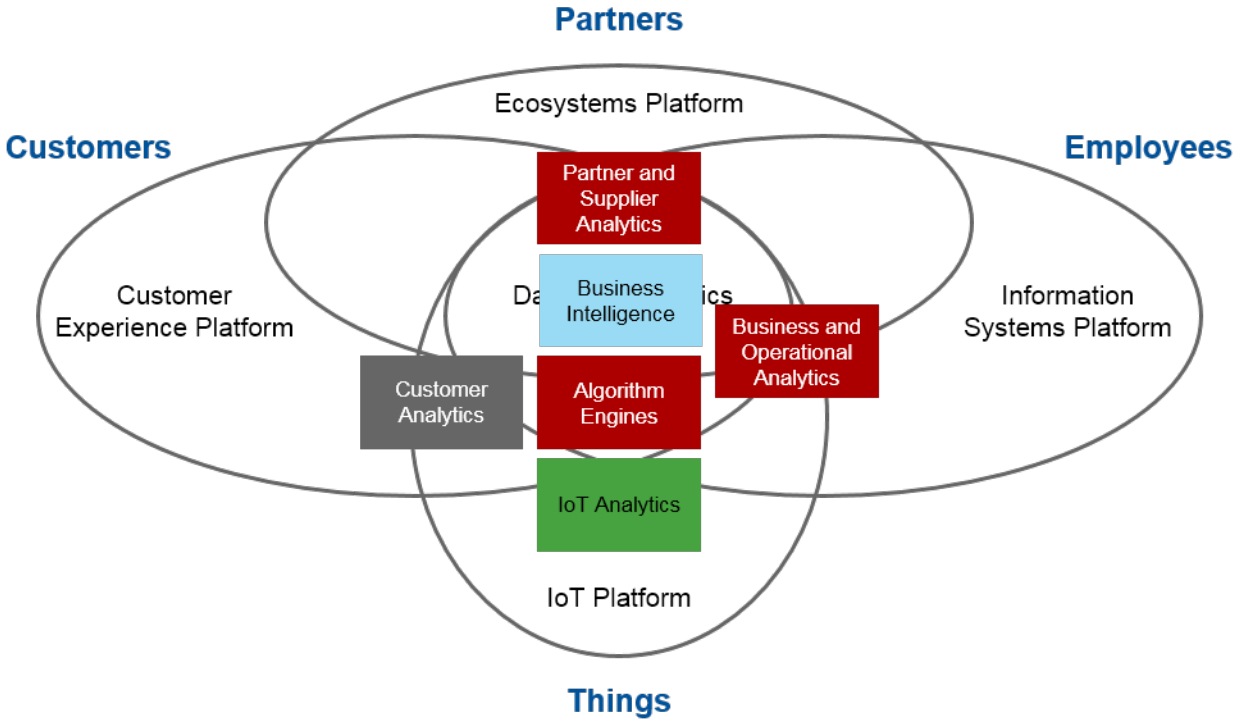 Partners
Ecosystems Platform
Customers
Employees
Partner and
Supplier
Analytics
Customer
Experience Platform
Business
Intelligence
Information
Systems Platform
Business and
Operational
Analytics
Customer
Analytics
Algorithm
Engines
IoT Analytics
IoT Platform
Things